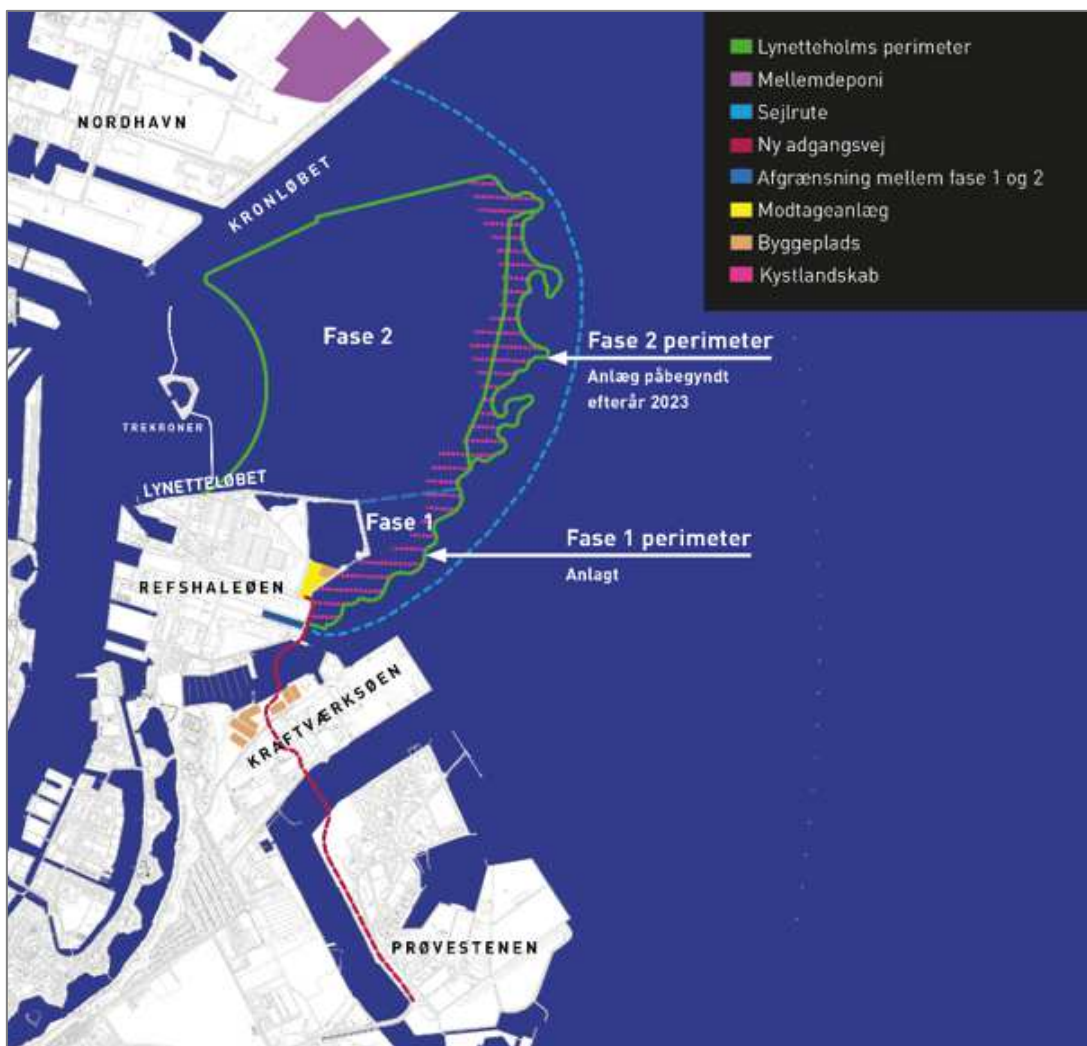 Lynetteholms perimeter
Mellemdeponi
Sejlrute
Ny adgangsvej
Afgrænsning mellem fase 1 og 2
Modtageanlæg
Byggeplads
Kystlandskab
NORDHAVN
KRONLØBET
Fase 2
Fase 2 perimeter
Anlæg påbegyndt
efterår 2023
TREKRONER
LYNETTELØBET
Fase 1
Fase 1 perimeter
Anlagt
REFSHALEØEN
KRAFTVÆRKSØEN
PRØVESTENEN